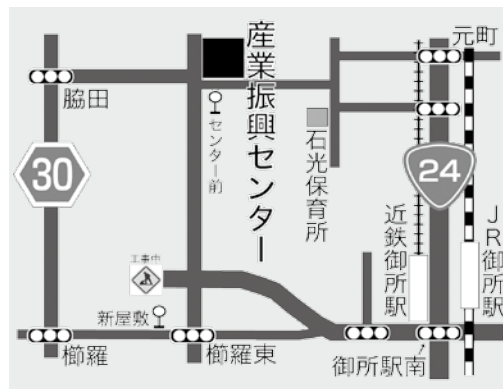 元町
産業振興センター
脇田
センター前
石光保育所
30
24
近鉄御所駅
JR御所駅
工事中
新屋敷
櫛羅
櫛羅東
御所駅南